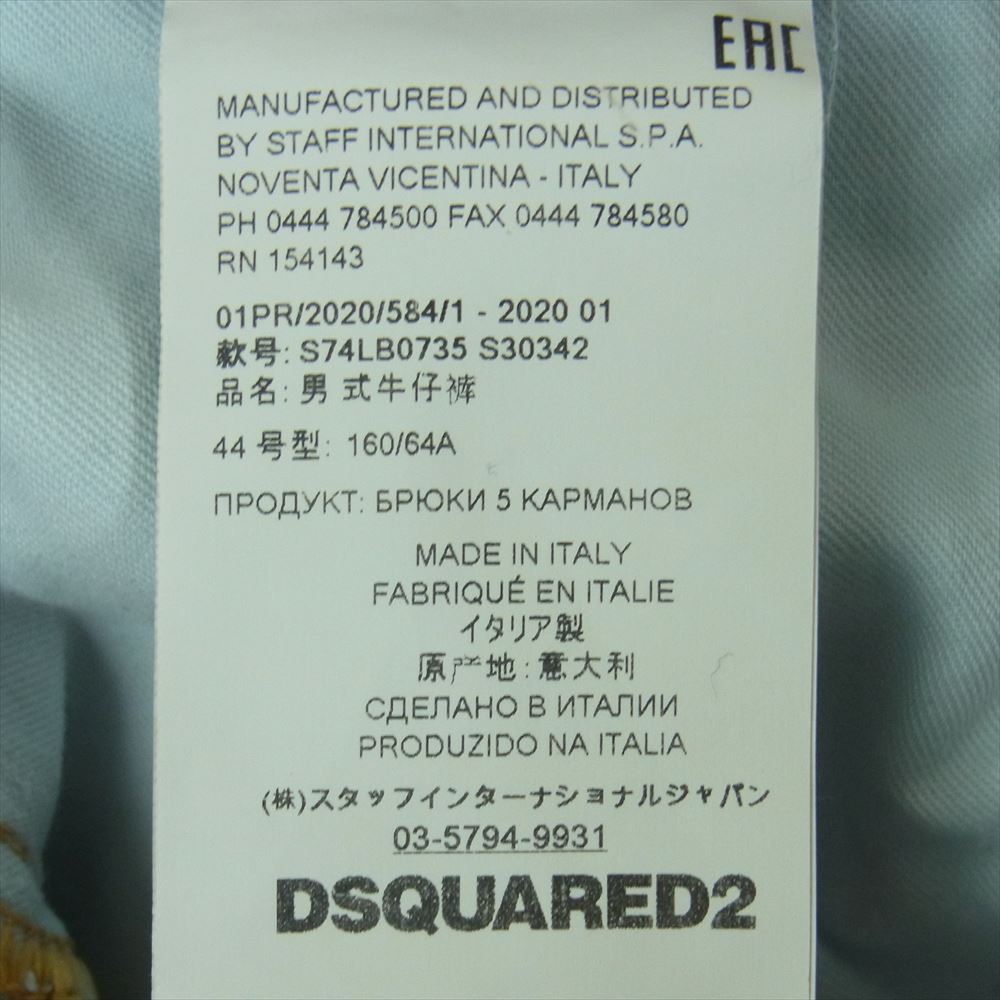 EAC
MANUFACTURED AND DISTRIBUTED
BY STAFF INTERNATIONAL S.P.A.
NOVENTA VICENTINA - ITALY
PH 0444 784500 FAX 0444 784580
RN 154143
01PR/2020/584/1 - 2020 01
款号: S74LB0735 S30342
品名: 男 式牛仔裤
44 号型: 160/64A
ПРОДУКТ: БРЮКИ 5 КАРМАНОВ
MADE IN ITALY
FABRIQUÉ EN ITALIE
イタリア製
原产地: 意大利
СДЕЛАНО В ИТАЛИИ
PRODUZIDO NA ITALIA
(株)スタッフインターナショナルジャパン
03-5794-9931
DSQUARED2